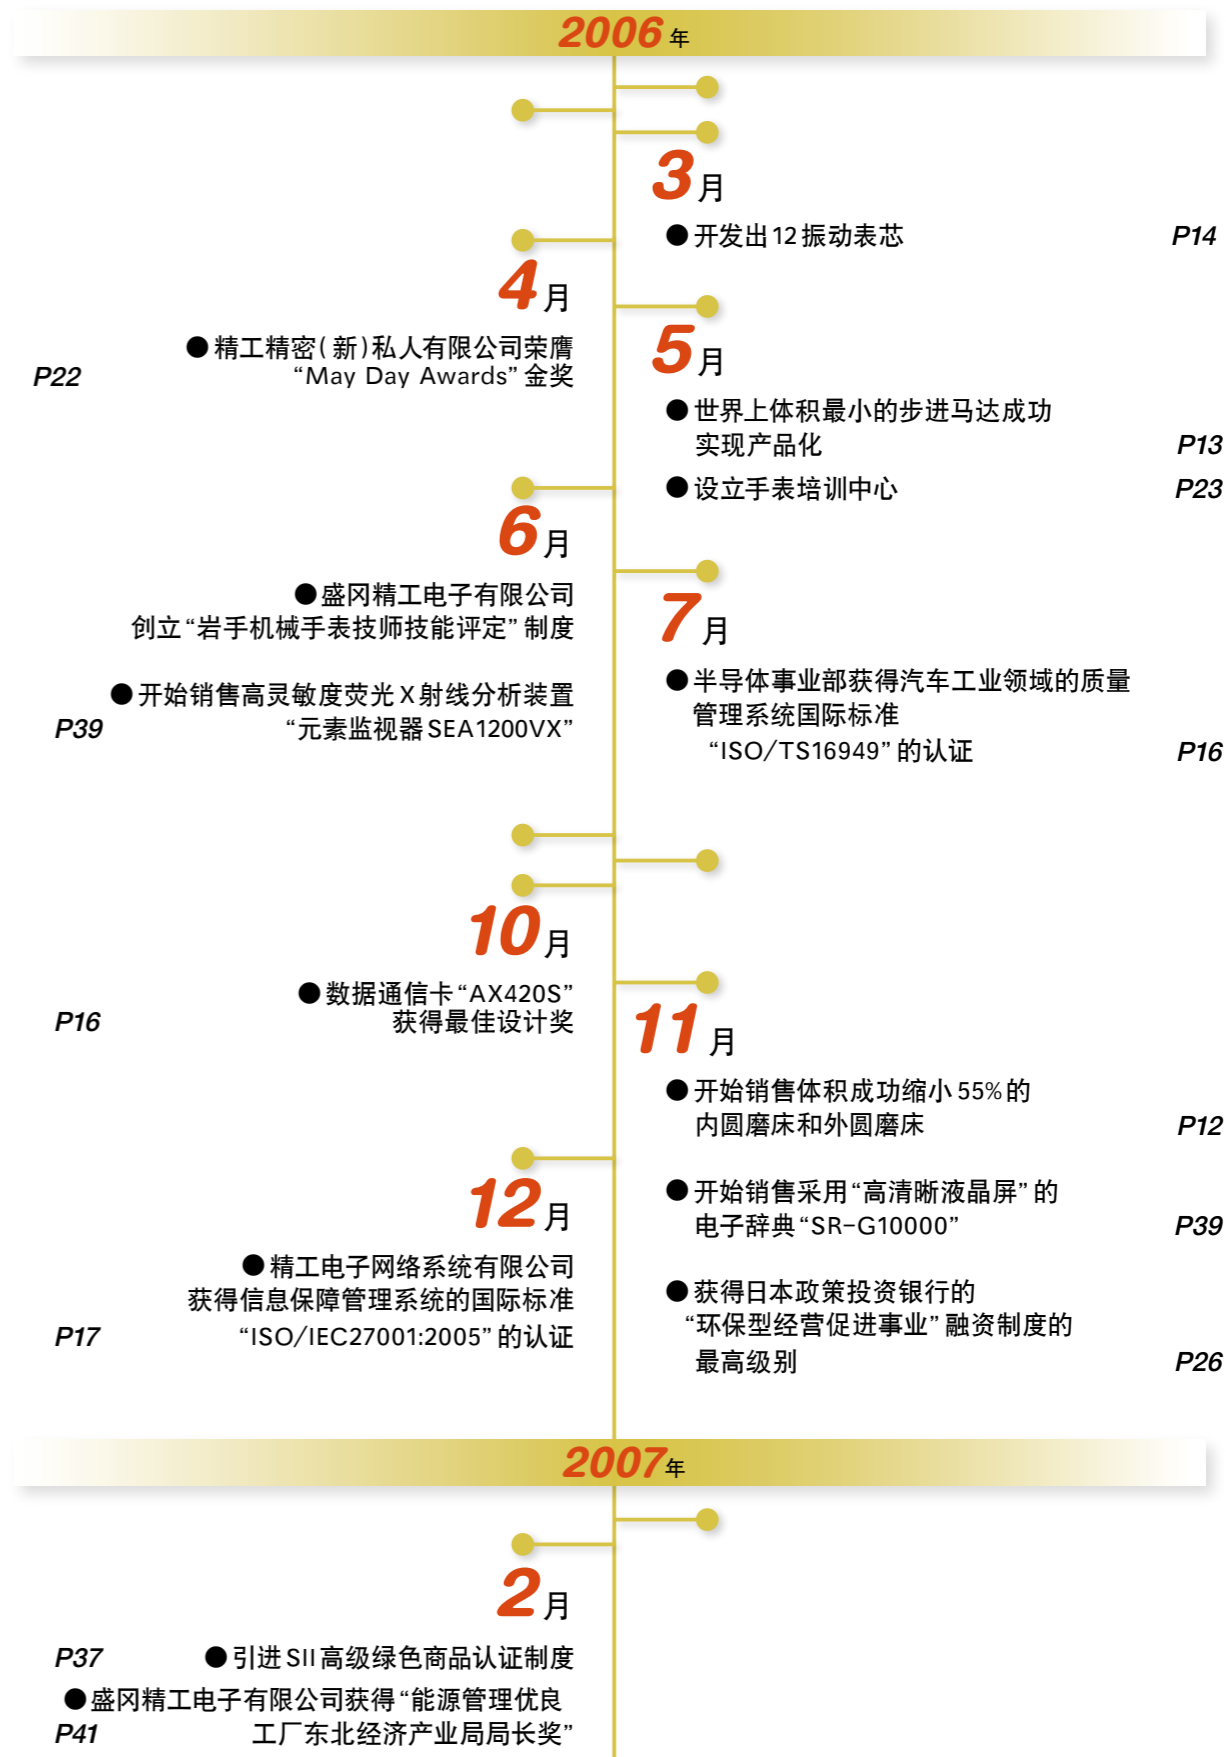 2006年
3月
●开发出12振动表芯 P14
4月
●精工精密(新)私人有限公司荣膺
“May Day Awards”金奖
P22
5月
●世界上体积最小的步进马达成功
实现产品化 P13
●设立手表培训中心 P23
6月
●盛冈精工电子有限公司
创立“岩手机械手表技师技能评定”制度
●开始销售高灵敏度荧光X射线分析装置
P39 “元素监视器SEA1200VX”
7月
●半导体事业部获得汽车工业领域的质量
管理系统国际标准
“ISO/TS16949”的认证 P16
10月
●数据通信卡“AX420S”
P16 获得最佳设计奖
11月
●开始销售体积成功缩小55%的
内圆磨床和外圆磨床 P12
●开始销售采用“高清晰液晶屏”的
电子辞典“SR-G10000” P39
●获得日本政策投资银行的
“环保型经营促进事业”融资制度的
最高级别 P26
12月
●精工电子网络系统有限公司
获得信息保障管理系统的国际标准
P17 “ISO/IEC27001:2005”的认证
2007年
2月
P37 ●引进SII高级绿色商品认证制度
●盛冈精工电子有限公司获得“能源管理优良
P41 工厂东北经济产业局局长奖”